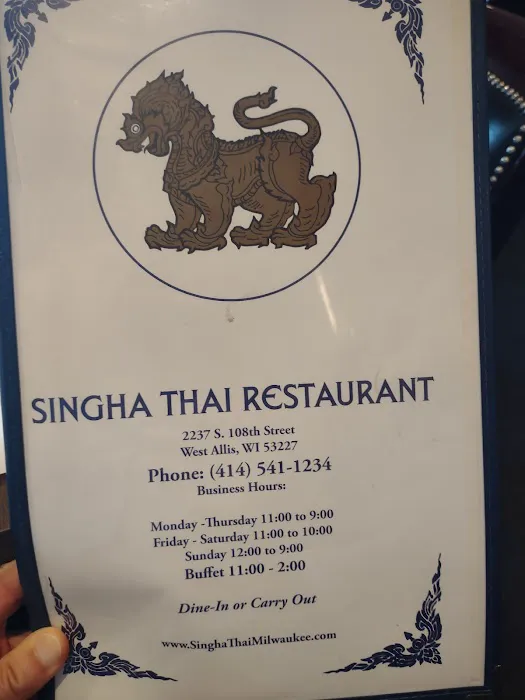 SINGHA THAI RESTAURANT
2237 S. 108th Street
West Allis, WI 53227
Phone: (414) 541-1234
Business Hours:
Monday -Thursday 11:00 to 9:00
Friday - Saturday 11:00 to 10:00
Sunday 12:00 to 9:00
Buffet 11:00 - 2:00
Dine-In or Carry Out
www.SinghaThaiMilwaukee.com